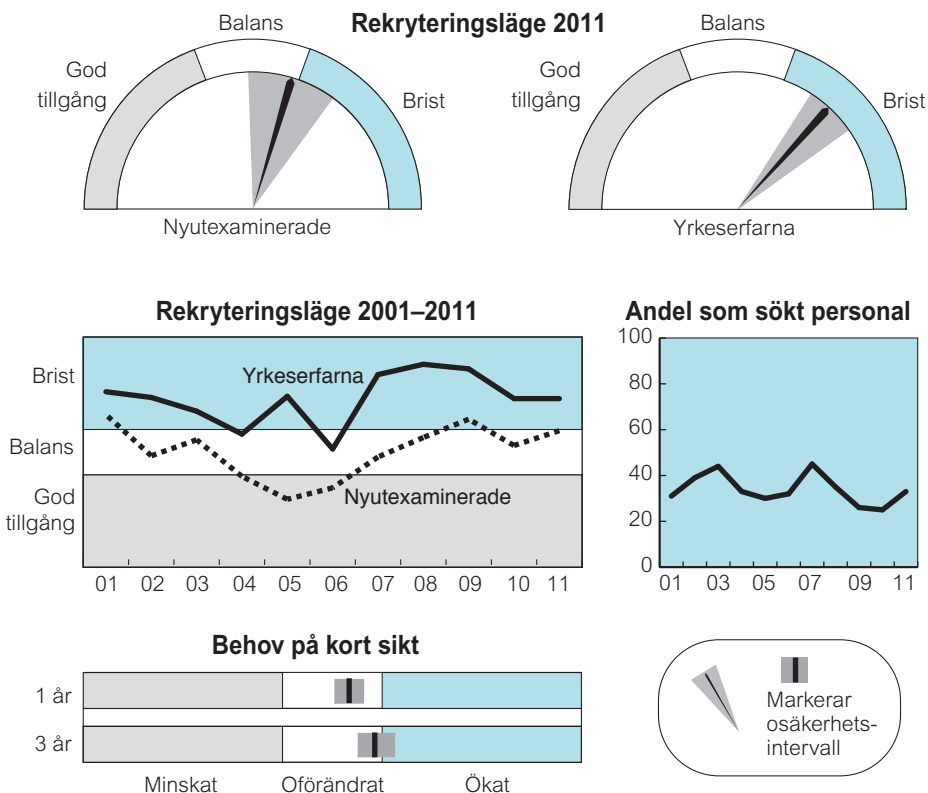 Rekryteringsläge 2011
Balans
God
tillgång
Brist
Nyutexaminerade
Balans
God
tillgång
Brist
Yrkeserfarna
Rekryteringsläge 2001–2011
Brist
Balans
God
tillgång
Yrkeserfarna
Nyutexaminerade
01 02 03 04 05 06 07 08 09 10 11
Andel som sökt personal
100
80
60
40
20
0
01 03 05 07 09 11
Behov på kort sikt
1 år
3 år
Minskat Oförändrat Ökat
Markerar
osäkerhets-
intervall